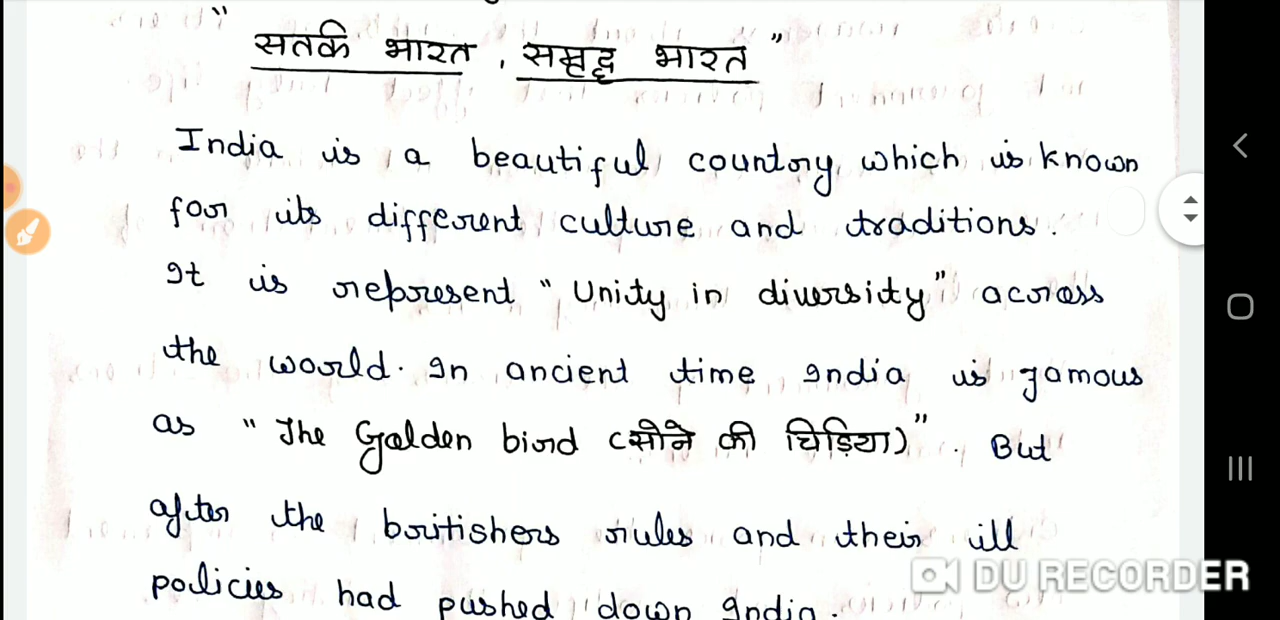 " सतर्क भारत, समृद्ध भारत "
India is a beautiful country which is known
for its different culture and traditions.
It is represent "Unity in diversity" across
the world. In ancient time India is famous
as "The Golden bird (सोने की चिड़िया)". But
after the britishers rules and their ill
policies had pushed down India.
DU RECORDER